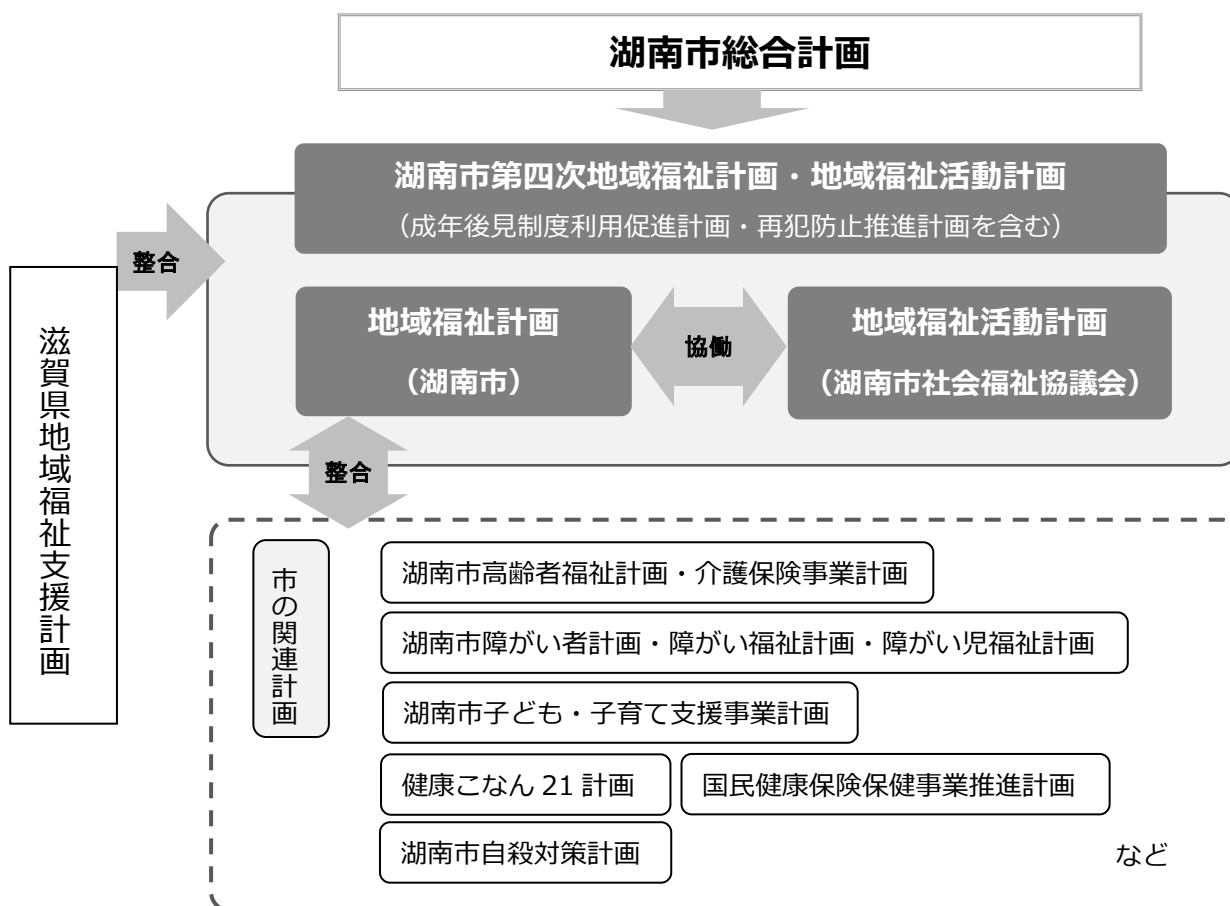 湖南市総合計画
湖南市第四次地域福祉計画・地域福祉活動計画
（成年後見制度利用促進計画・再犯防止推進計画を含む）
整合
滋賀県地域福祉支援計画
地域福祉計画
（湖南市）
協働
地域福祉活動計画
（湖南市社会福祉協議会）
整合
市の関連計画
湖南市高齢者福祉計画・介護保険事業計画
湖南市障がい者計画・障がい福祉計画・障がい児福祉計画
湖南市子ども・子育て支援事業計画
健康こなん 21 計画
国民健康保険保健事業推進計画
湖南市自殺対策計画
など